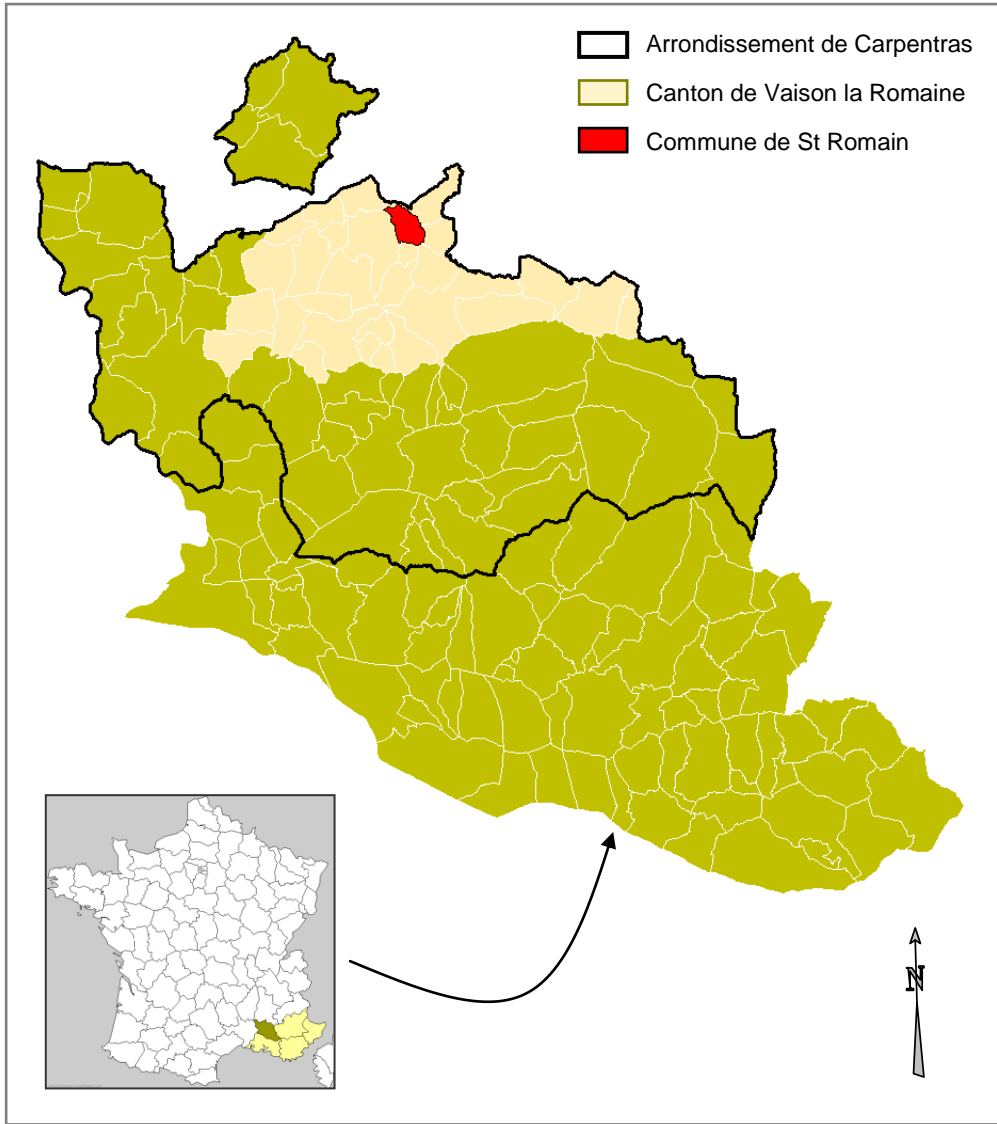 Arrondissement de Carpentras
Canton de Vaison la Romaine
Commune de St Romain
N